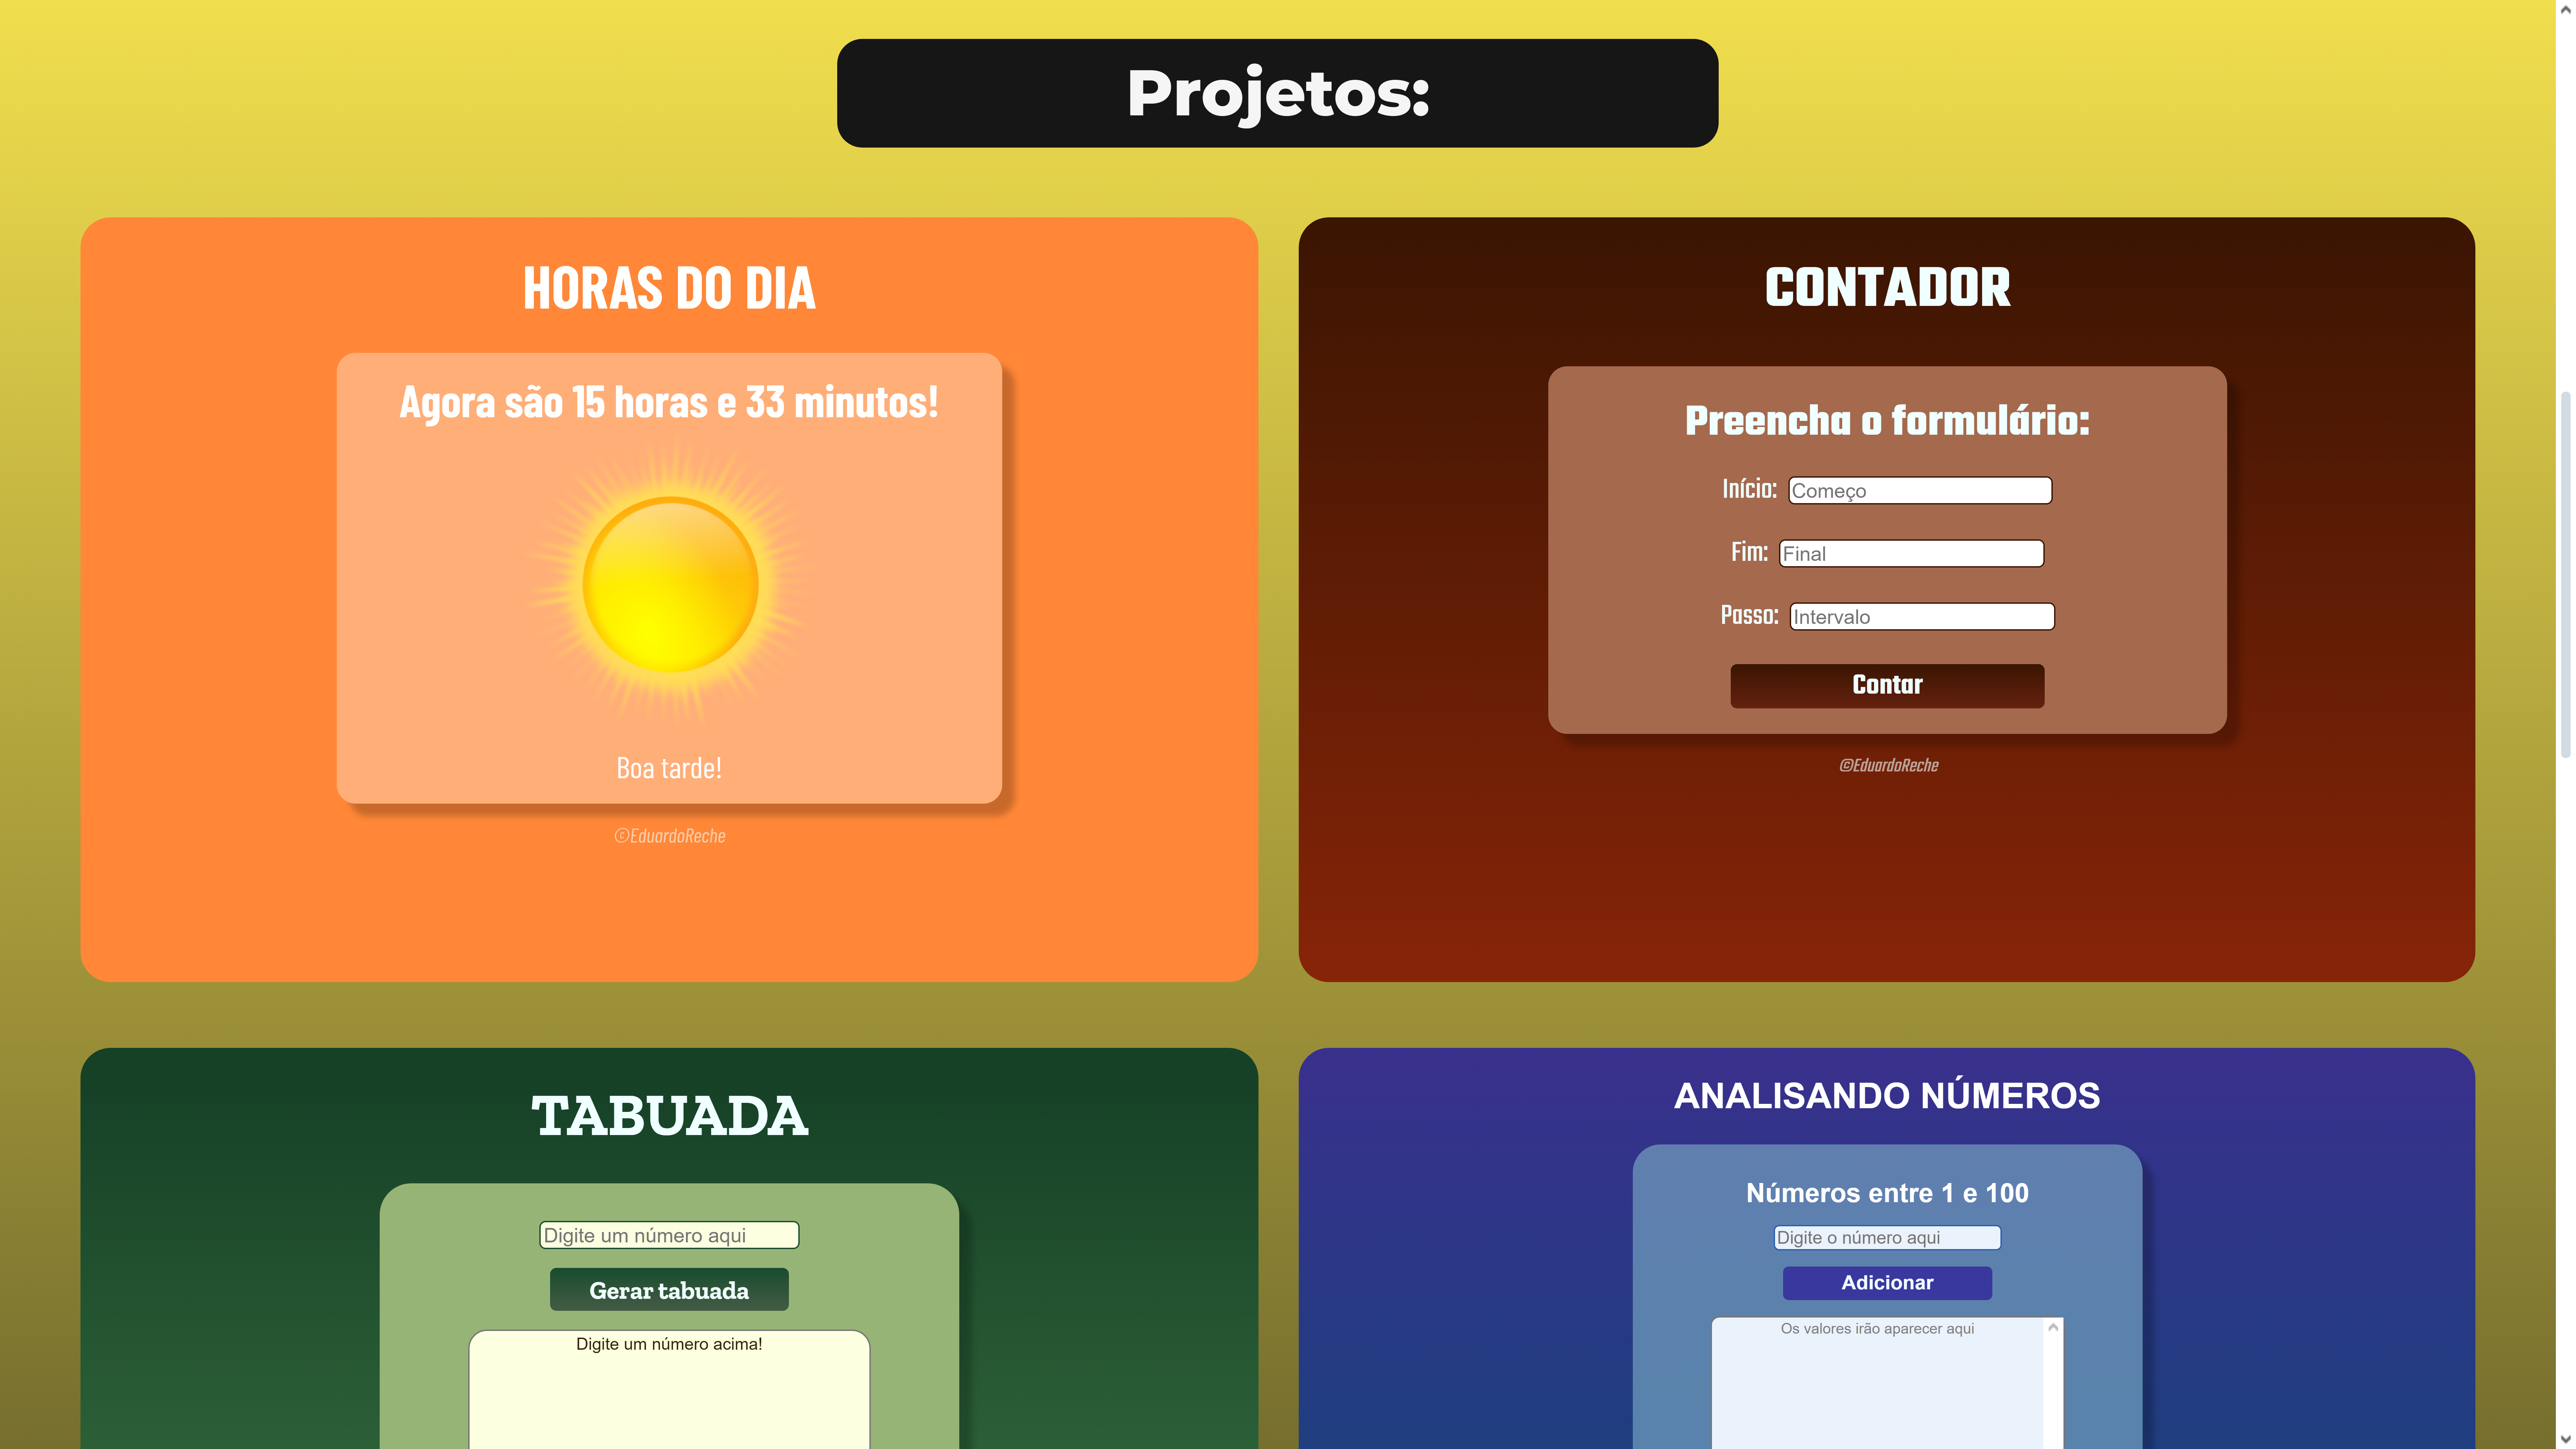 Projetos:
HORAS DO DIA
Agora são 15 horas e 33 minutos!
Boa tarde!
©EduardoReche
CONTADOR
Preencha o formulário:
Início: Começo
Fim: Final
Passo: Intervalo
Contar
©EduardoReche
TABUADA
Digite um número aqui
Gerar tabuada
Digite um número acima!
ANALISANDO NÚMEROS
Números entre 1 e 100
Digite o número aqui
Adicionar
Os valores irão aparecer aqui